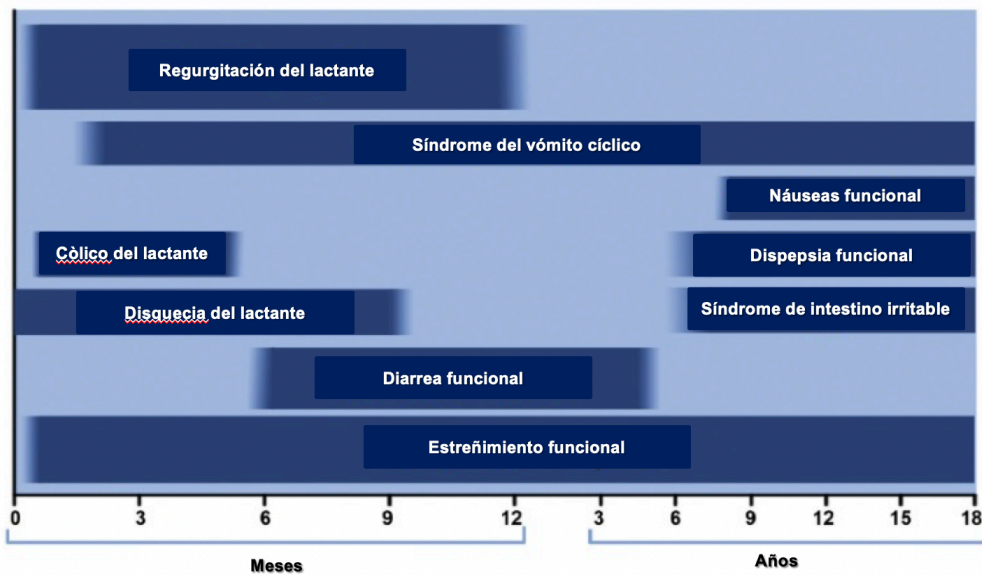 Regurgitación del lactante
Síndrome del vómito cíclico
Náuseas funcional
Còlico del lactante
Dispepsia funcional
Disquecia del lactante
Síndrome de intestino irritable
Diarrea funcional
Estreñimiento funcional
0 3 6 9 12 3 6 9 12 15 18
Meses
Años